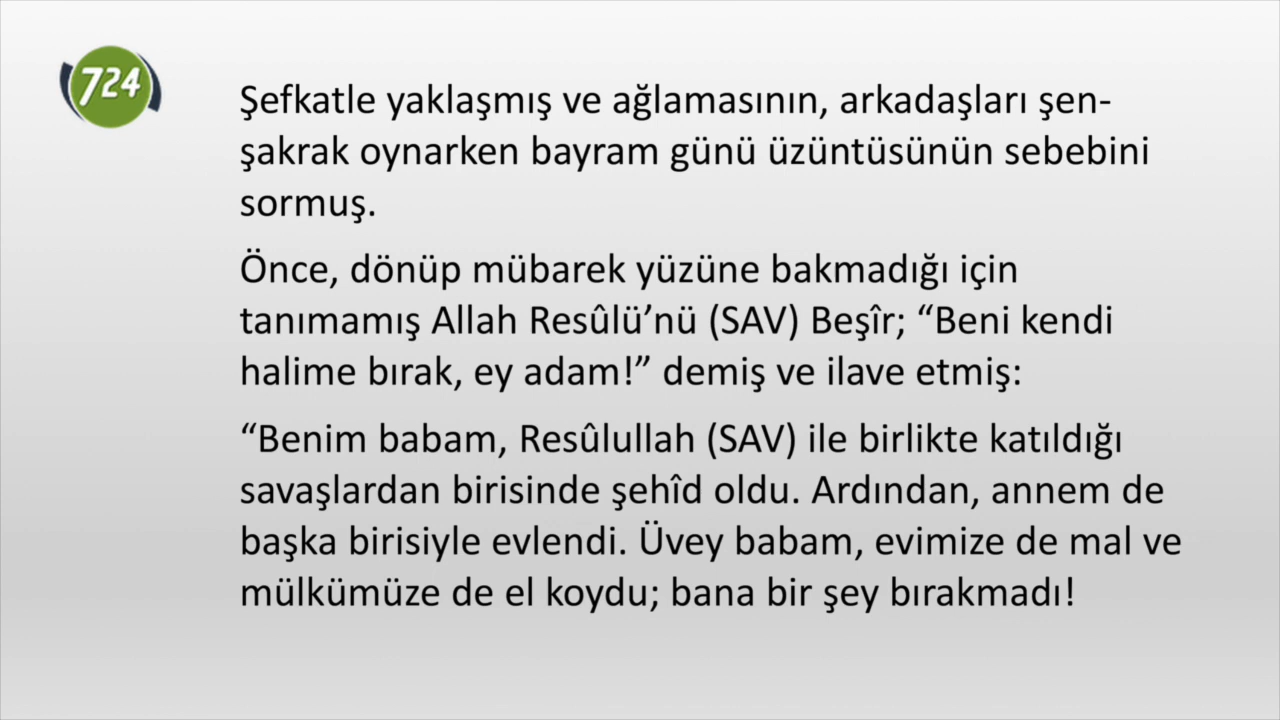 724
Şefkatle yaklaşmış ve ağlamasının, arkadaşları şen-
şakrak oynarken bayram günü üzüntüsünün sebebini
sormuş.
Önce, dönüp mübarek yüzüne bakmadığı için
tanımamış Allah Resûlü’nü (SAV) Beşîr; “Beni kendi
halime bırak, ey adam!” demiş ve ilave etmiş:
“Benim babam, Resûlullah (SAV) ile birlikte katıldığı
savaşlardan birisinde şehîd oldu. Ardından, annem de
başka birisiyle evlendi. Üvey babam, evimize de mal ve
mülkümüze de el koydu; bana bir şey bırakmadı!